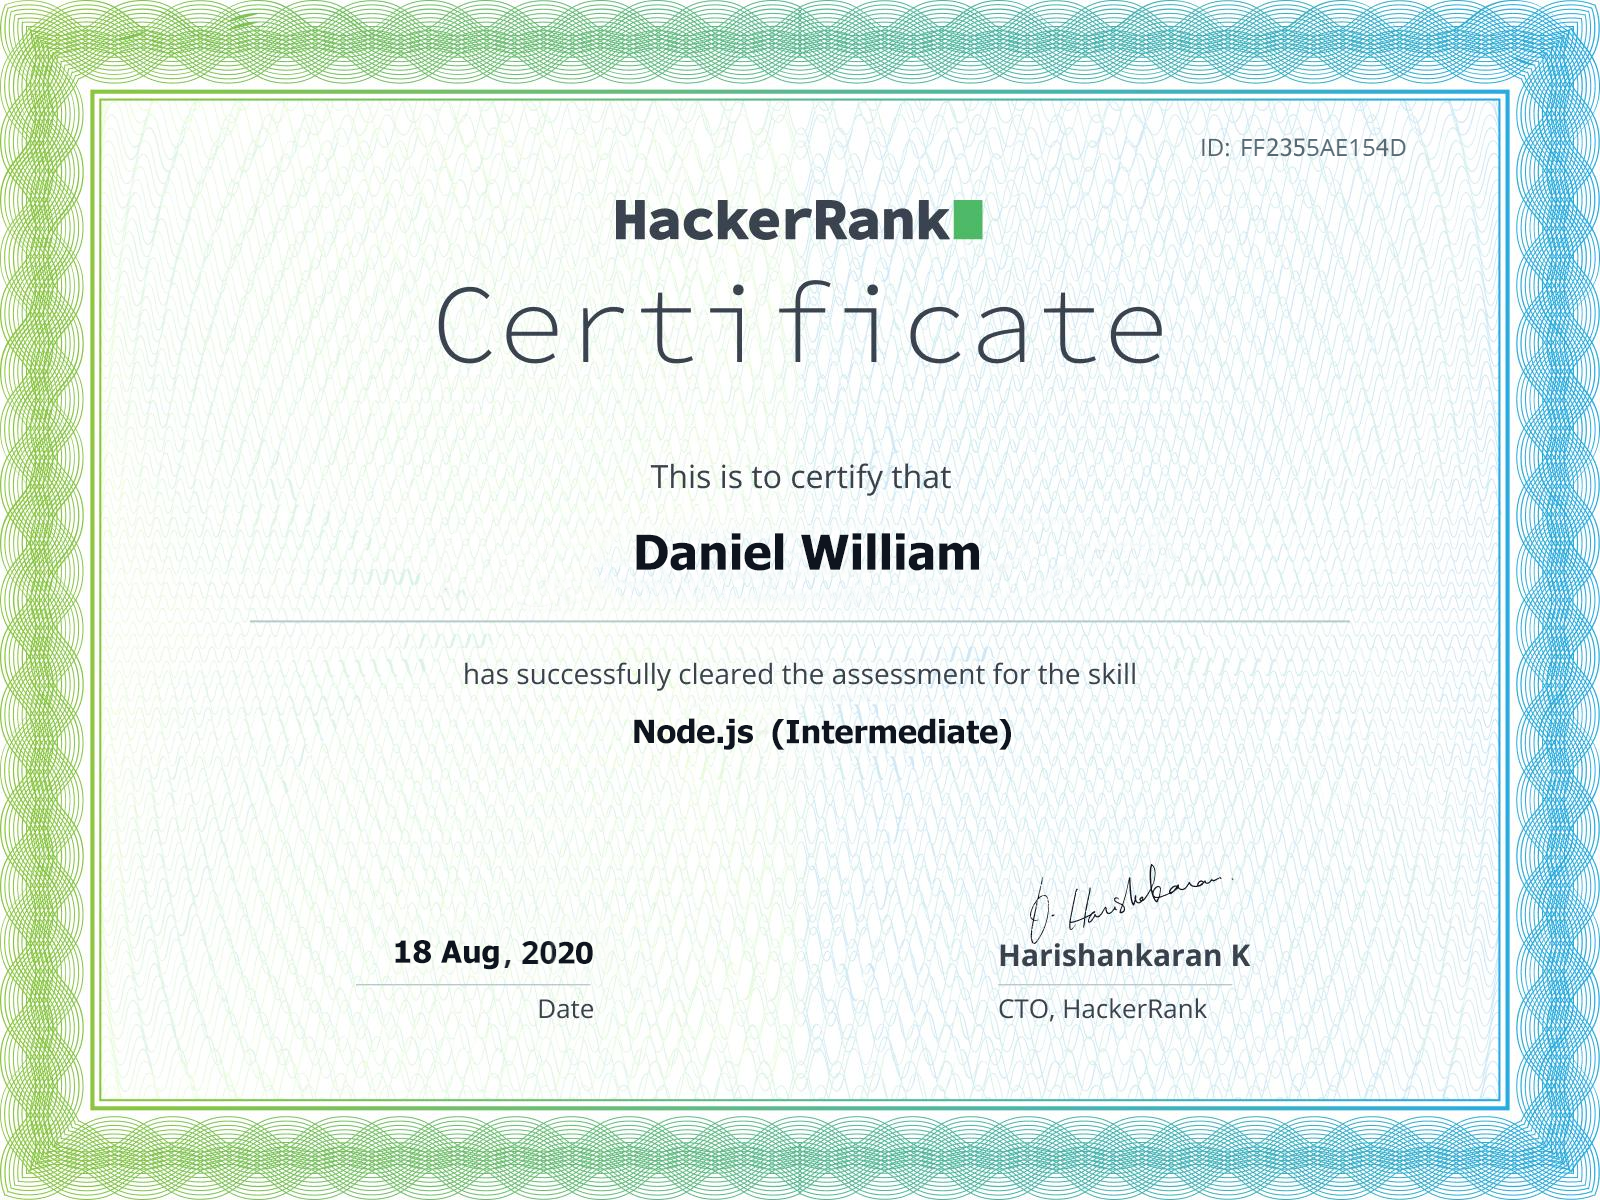 ID: FF2355AE154D
HackerRank
Certificate
This is to certify that
Daniel William
has successfully cleared the assessment for the skill
Node.js (Intermediate)
18 Aug, 2020
Date
D. Harishankaran
Harishankaran K
CTO, HackerRank